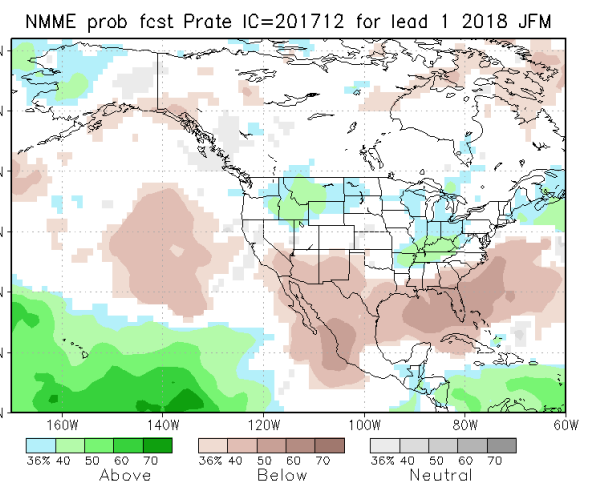 NMME prob fcst Prate IC=201712 for lead 1 2018 JFM
N
N
N
N
N
N
N
160W 140W 120W 100W 80W 60W
36% 40 50 60 70 36% 40 50 60 70 36% 40 50 60 70
Above Below Neutral